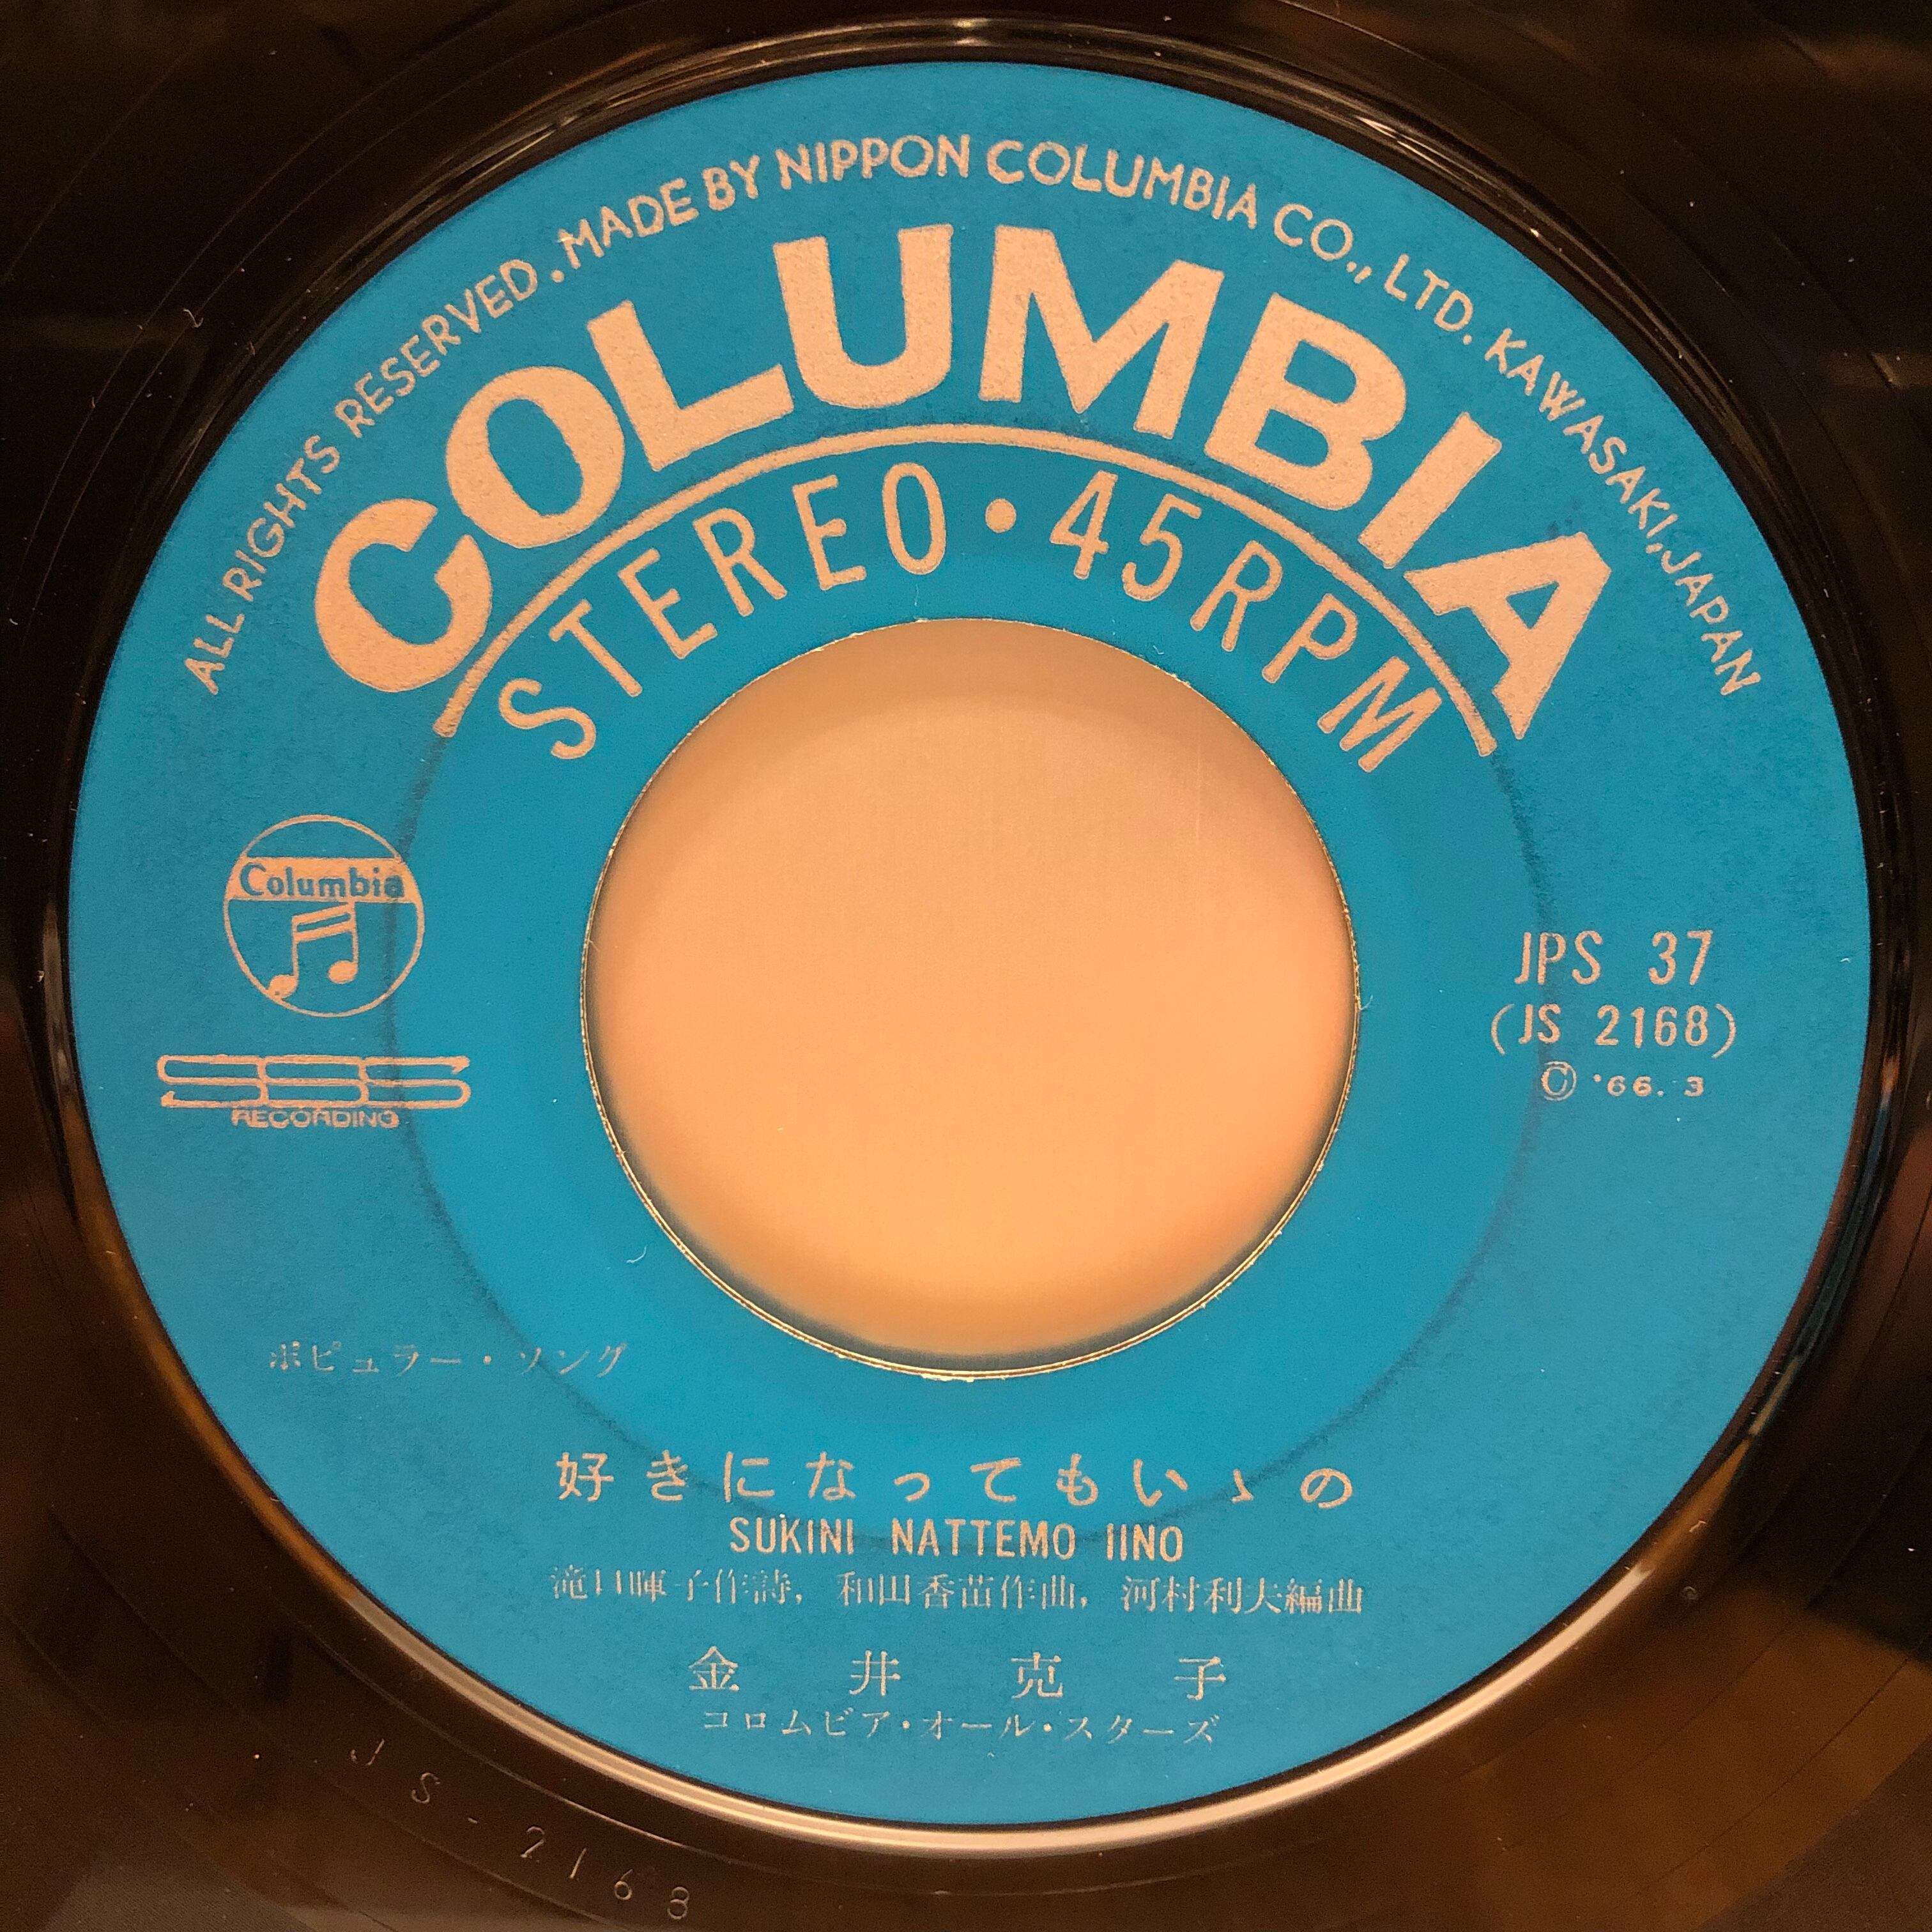 ALL RIGHTS RESERVED. MADE BY NIPPON COLUMBIA CO., LTD. KAWASAKI, JAPAN
COLUMBIA
STEREO・45RPM
Columbia
SSS
RECORDING
JPS 37
(JS 2168)
© '66. 3
ポピュラー・ソング
好きになってもいゝの
SUKINI NATTEMO IINO
滝口暉子作詩, 和田香苗作曲, 河村利夫編曲
金井克子
コロムビア・オール・スターズ
JS-2168